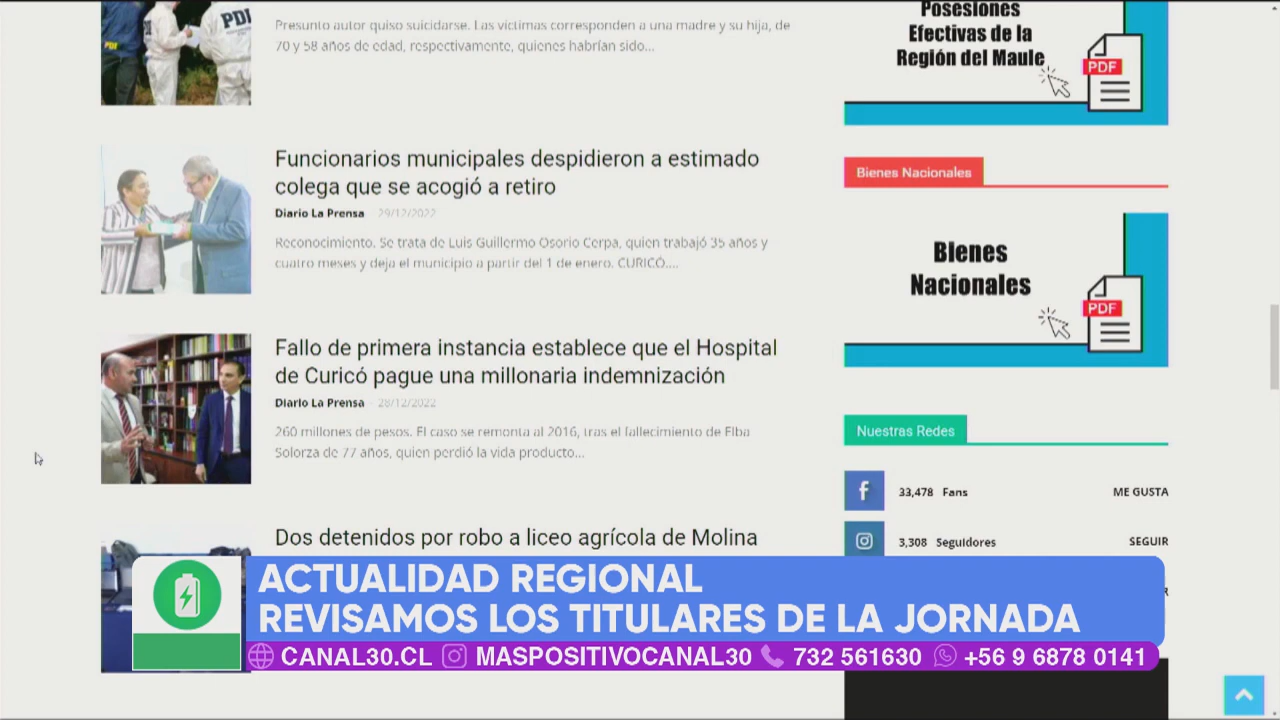 PDI
PDI
Presunto autor quiso suicidarse. Las víctimas corresponden a una madre y su hija, de
70 y 58 años de edad, respectivamente, quienes habrían sido...
Funcionarios municipales despidieron a estimado
colega que se acogió a retiro
Diario La Prensa - 29/12/2022
Reconocimiento. Se trata de Luis Guillermo Osorio Cerpa, quien trabajó 35 años y
cuatro meses y deja el municipio a partir del 1 de enero. CURICÓ....
Fallo de primera instancia establece que el Hospital
de Curicó pague una millonaria indemnización
Diario La Prensa - 28/12/2022
260 millones de pesos. El caso se remonta al 2016, tras el fallecimiento de Elba
Solorza de 77 años, quien perdió la vida producto...
Dos detenidos por robo a liceo agrícola de Molina
Posesiones
Efectivas de la
Región del Maule
PDF
Bienes Nacionales
Bienes
Nacionales
PDF
Nuestras Redes
33,478 Fans ME GUSTA
3,308 Seguidores SEGUIR
R
ACTUALIDAD REGIONAL
REVISAMOS LOS TITULARES DE LA JORNADA
CANAL30.CL MASPOSITIVOCANAL30 732 561630 +56 9 6878 0141